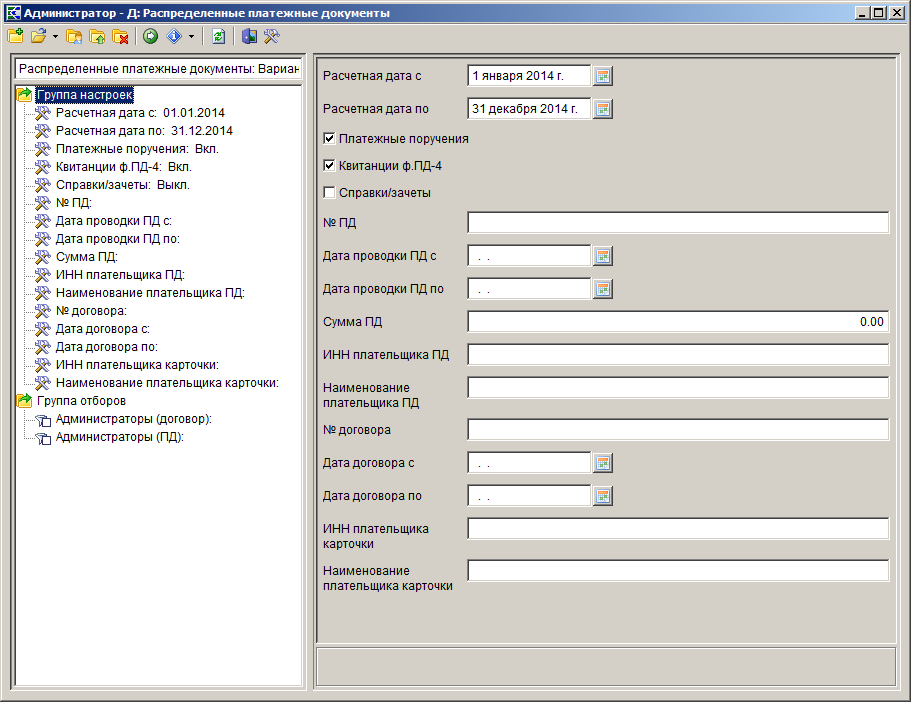 Администратор - Д: Распределенные платежные документы
Распределенные платежные документы: Вариан
Группа настроек
Расчетная дата с: 01.01.2014
Расчетная дата по: 31.12.2014
Платежные поручения: Вкл.
Квитанции ф.ПД-4: Вкл.
Справки/зачеты: Выкл.
№ ПД:
Дата проводки ПД с:
Дата проводки ПД по:
Сумма ПД:
ИНН плательщика ПД:
Наименование плательщика ПД:
№ договора:
Дата договора с:
Дата договора по:
ИНН плательщика карточки:
Наименование плательщика карточки:
Группа отборов
Администраторы (договор):
Администраторы (ПД):
Расчетная дата с 1 января 2014 г.
Расчетная дата по 31 декабря 2014 г.
Платежные поручения
Квитанции ф.ПД-4
Справки/зачеты
№ ПД
Дата проводки ПД с . .
Дата проводки ПД по . .
Сумма ПД 0.00
ИНН плательщика ПД
Наименование
плательщика ПД
№ договора
Дата договора с . .
Дата договора по . .
ИНН плательщика
карточки
Наименование
плательщика карточки